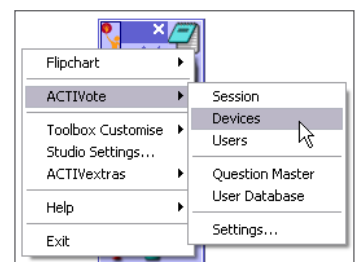 Flipchart
ACTIVote
Toolbox Customise
Studio Settings...
ACTIVextras
Help
Exit
Session
Devices
Users
Question Master
User Database
Settings...